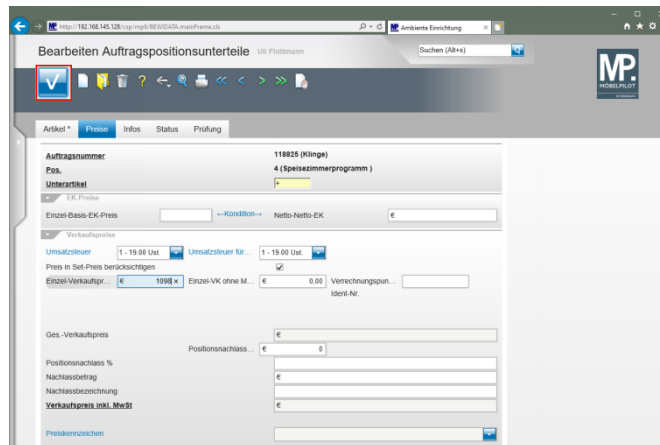 http://192.168.145.128/csp/mp8/BEWIDATA.mainFrame.cls
Ambiente Einrichtung
Bearbeiten Auftragspositionsunterteile Uli Flottmann
Suchen (Alt+s)
MP.
MÖBELPILOT
Artikel * Preise Infos Status Prüfung
Auftragsnummer 118825 (Klinge)
Pos. 4 (Speisezimmerprogramm )
Unterartikel +
EK-Preise
Einzel-Basis-EK-Preis ←Kondition→ Netto-Netto-EK €
Verkaufspreise
Umsatzsteuer 1 - 19.00 Ust. Umsatzsteuer für... 1 - 19.00 Ust.
Preis in Set-Preis berücksichtigen
Einzel-Verkaufspr... € 1098 × Einzel-VK ohne M... € 0,00 Verrechnungspun...
Ident-Nr.
Ges.-Verkaufspreis €
Positionsnachlass... € 0
Positionsnachlass %
Nachlassbetrag €
Nachlassbezeichnung
Verkaufspreis inkl. MwSt €
Preiskennzeichen